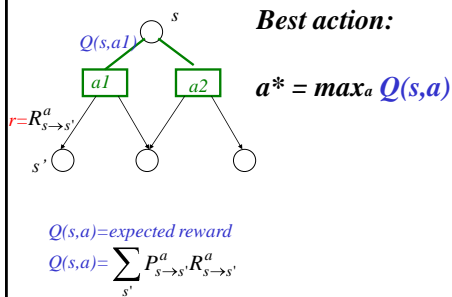 s
Best action:
Q(s,a1)
a1
a2
a* = maxₐ Q(s,a)
r=R^a_{s→s'}
s'
Q(s,a)=expected reward
Q(s,a)= ∑_{s'} P^a_{s→s'} R^a_{s→s'}